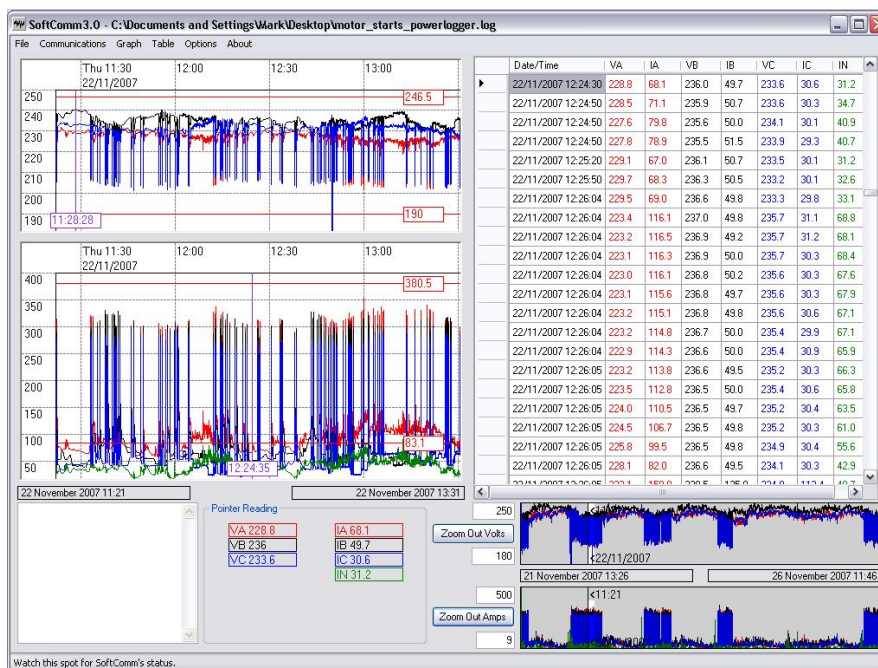 SoftComm3.0 - C:\Documents and Settings\Mark\Desktop\motor_starts_powerlogger.log
File Communications Graph Table Options About
Thu 11:30 12:00 12:30 13:00
22/11/2007
250
240
230
220
210
200
190
246.5
190
11:28:28
Thu 11:30 12:00 12:30 13:00
22/11/2007
400
350
300
250
200
150
100
50
380.5
83.1
12:24:35
22 November 2007 11:21
22 November 2007 13:31
Date/Time VA IA VB IB VC IC IN
22/11/2007 12:24:30 228.8 68.1 236.0 49.7 233.6 30.6 31.2
22/11/2007 12:24:50 228.5 71.1 235.9 50.7 233.6 30.3 34.7
22/11/2007 12:24:50 227.6 79.8 235.6 50.0 234.1 30.1 40.9
22/11/2007 12:24:50 227.8 78.9 235.5 51.5 233.9 29.3 40.7
22/11/2007 12:25:20 229.1 67.0 236.1 50.7 233.5 30.1 31.2
22/11/2007 12:25:50 229.7 68.3 236.3 50.5 233.2 30.1 32.6
22/11/2007 12:26:04 229.5 69.0 236.6 49.8 233.3 29.8 33.1
22/11/2007 12:26:04 223.4 116.1 237.0 49.8 235.7 31.1 68.8
22/11/2007 12:26:04 223.2 116.5 236.9 49.2 235.7 31.2 68.1
22/11/2007 12:26:04 223.1 116.3 236.9 50.0 235.7 30.3 68.4
22/11/2007 12:26:04 223.0 116.1 236.8 50.2 235.6 30.3 67.6
22/11/2007 12:26:04 223.1 115.6 236.8 49.7 235.6 30.3 67.9
22/11/2007 12:26:04 223.2 115.1 236.8 49.8 235.6 30.6 67.1
22/11/2007 12:26:04 223.2 114.8 236.7 50.0 235.4 29.9 67.1
22/11/2007 12:26:04 222.9 114.3 236.6 50.0 235.4 30.9 65.9
22/11/2007 12:26:05 223.2 113.8 236.6 49.5 235.2 30.3 66.3
22/11/2007 12:26:05 223.5 112.8 236.5 50.0 235.4 30.6 65.8
22/11/2007 12:26:05 224.0 110.5 236.5 49.7 235.2 30.4 63.5
22/11/2007 12:26:05 224.5 106.7 236.5 49.8 235.2 30.3 61.0
22/11/2007 12:26:05 225.8 99.5 236.5 49.8 234.9 30.4 55.6
22/11/2007 12:26:05 228.1 82.0 236.6 49.5 234.1 30.3 42.9
Pointer Reading
VA 228.8 IA 68.1
VB 236 IB 49.7
VC 233.6 IC 30.6
IN 31.2
250
Zoom Out Volts
180
<22/11/2007
21 November 2007 13:26
26 November 2007 11:46
500
Zoom Out Amps
9
<11:21
Watch this spot for SoftComm's status.